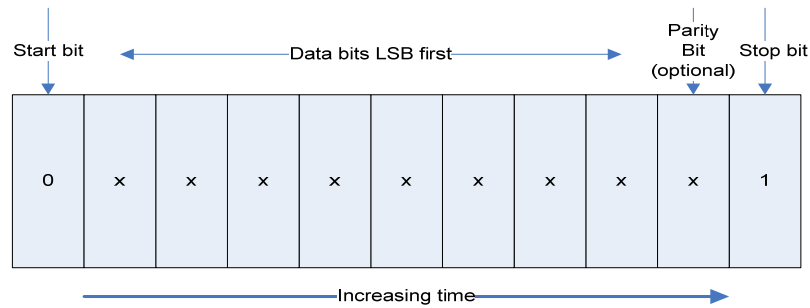 Start bit
Data bits LSB first
Parity
Bit
(optional)
Stop bit
0 x x x x x x x x x 1
Increasing time